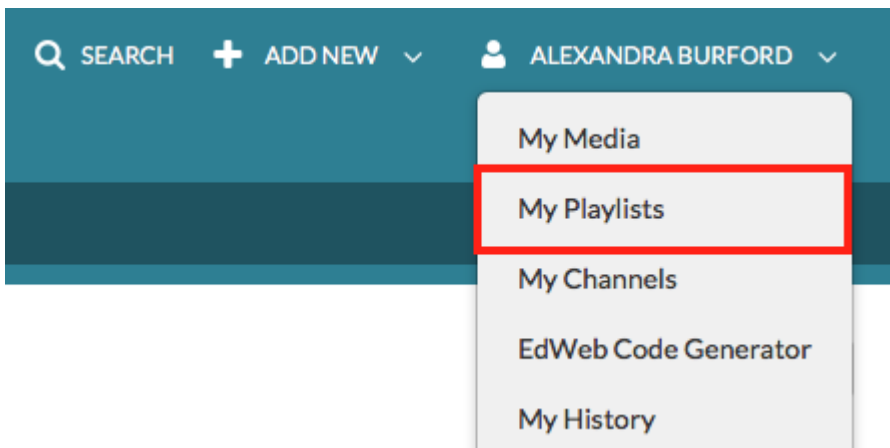 SEARCH ADD NEW ALEXANDRA BURFORD
My Media
My Playlists
My Channels
EdWeb Code Generator
My History